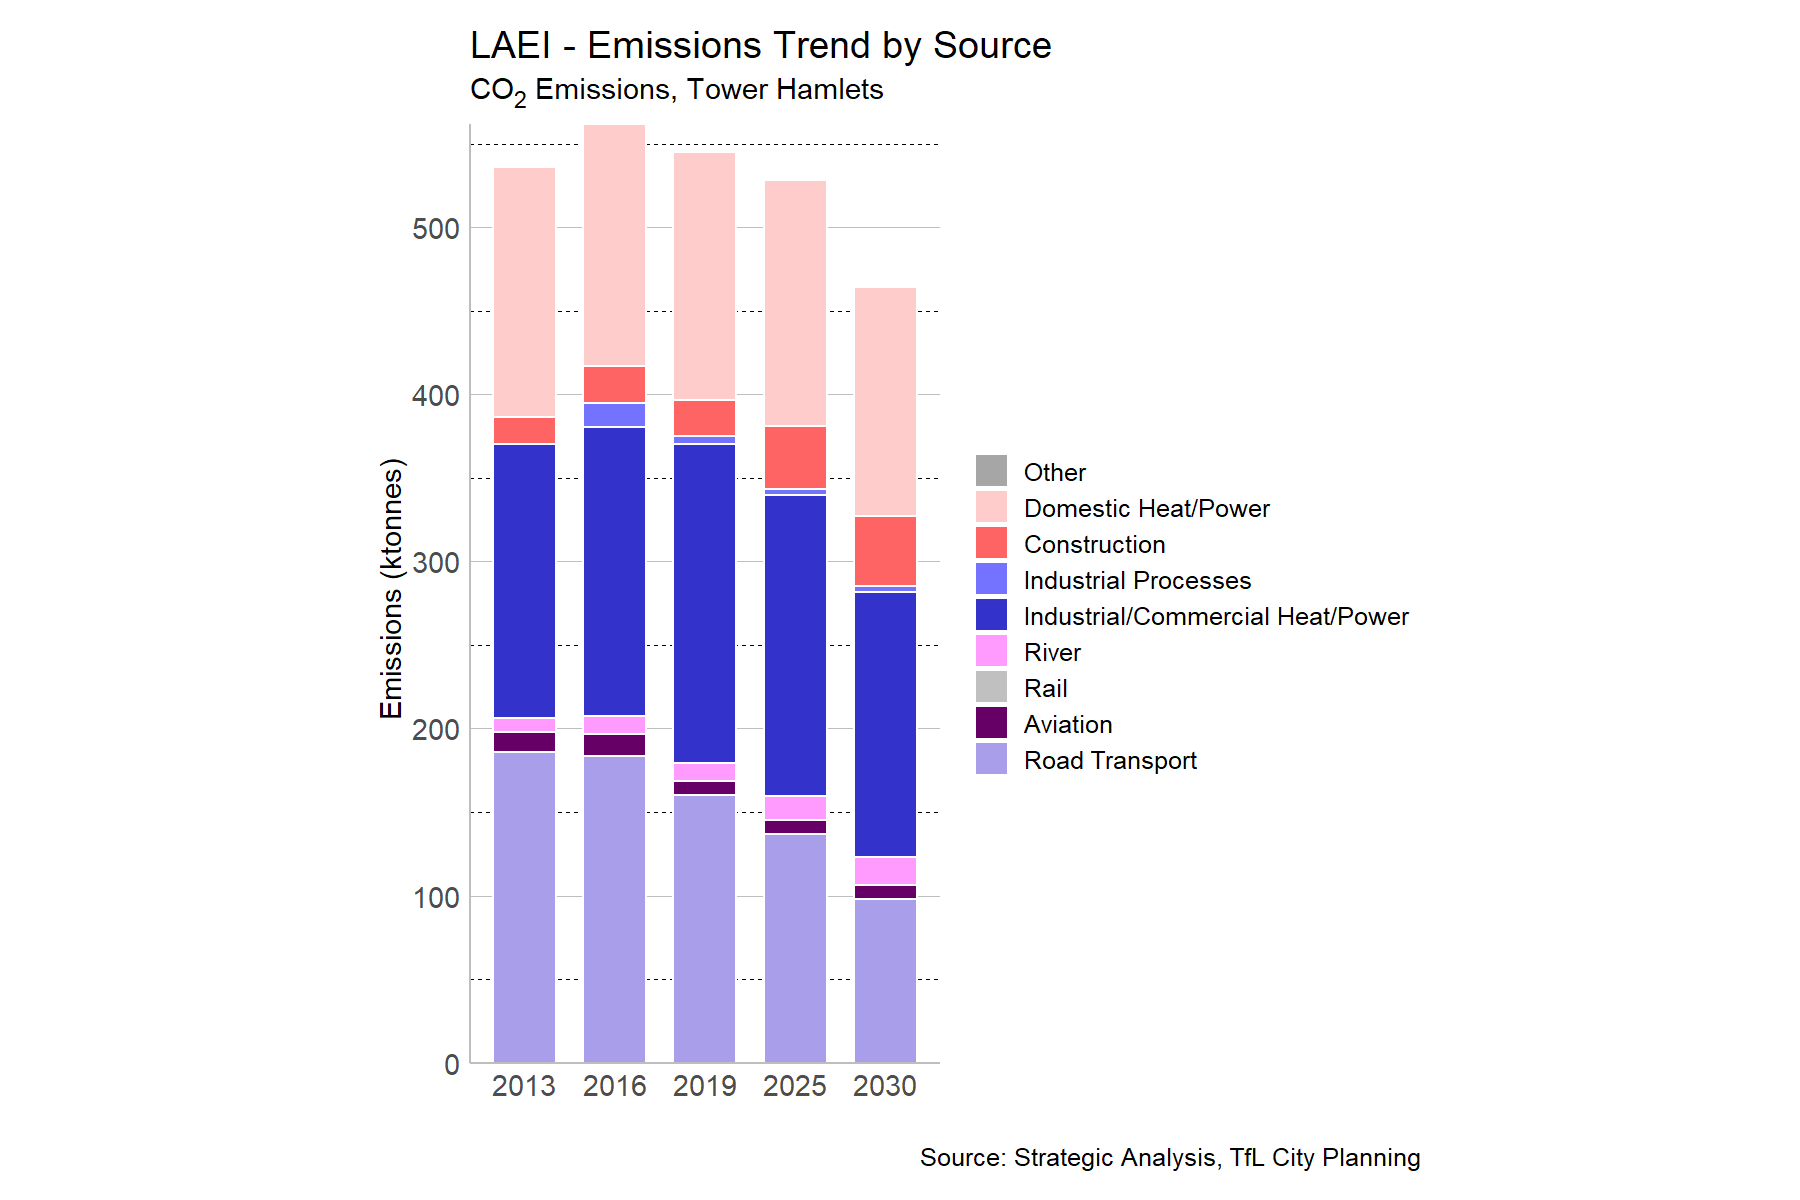 LAEI - Emissions Trend by Source
CO2 Emissions, Tower Hamlets
Emissions (ktonnes)
500
400
300
200
100
0
2013 2016 2019 2025 2030
Other
Domestic Heat/Power
Construction
Industrial Processes
Industrial/Commercial Heat/Power
River
Rail
Aviation
Road Transport
Source: Strategic Analysis, TfL City Planning